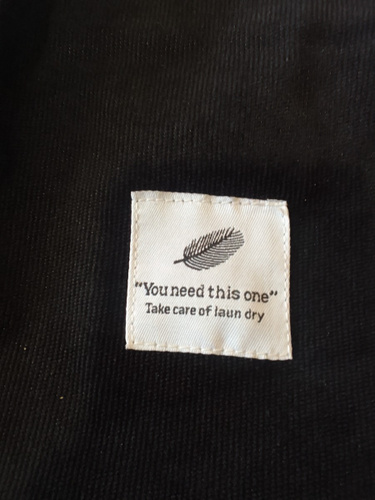 "You need this one"
Take care of laun dry